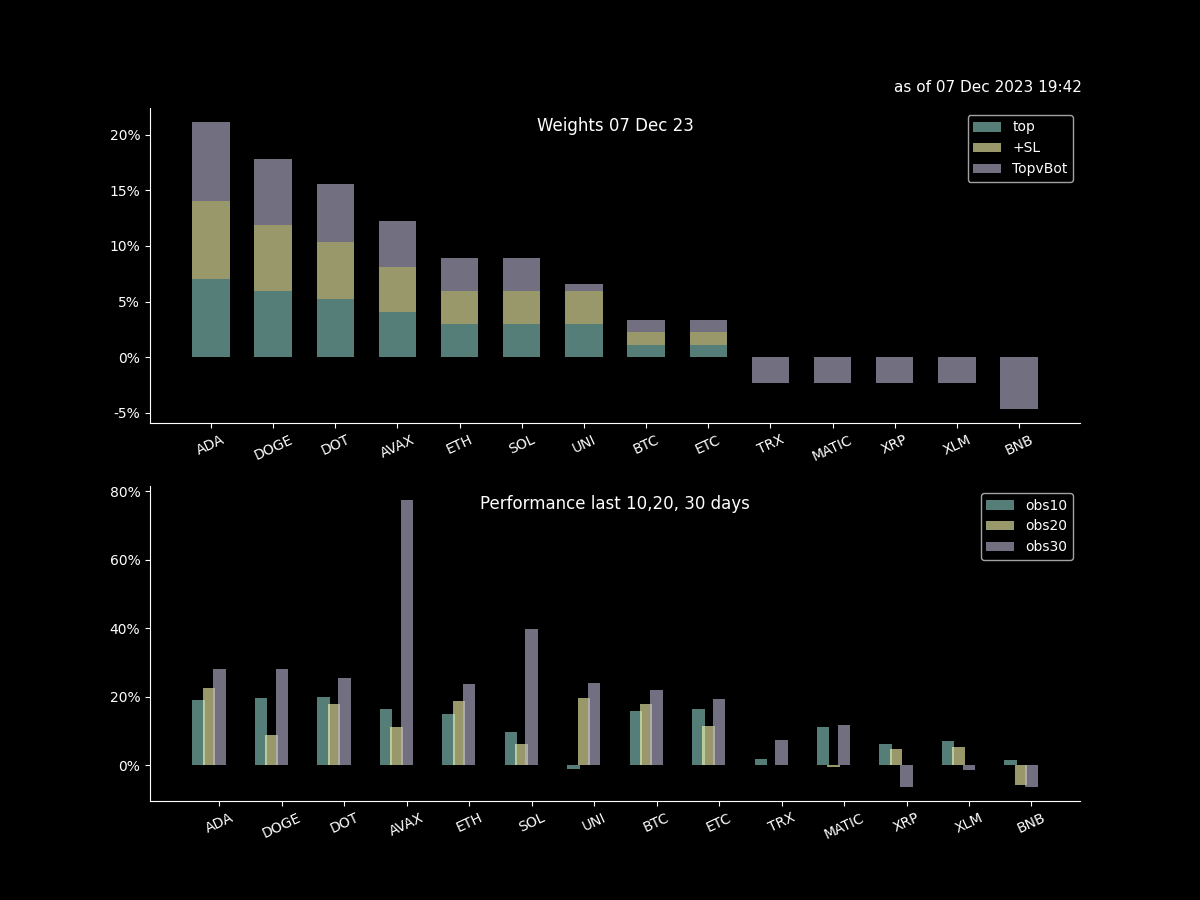 as of 07 Dec 2023 19:42
Weights 07 Dec 23
top
+SL
TopvBot
20%
15%
10%
5%
0%
-5%
ADA DOGE DOT AVAX ETH SOL UNI BTC ETC TRX MATIC XRP XLM BNB
Performance last 10,20, 30 days
obs10
obs20
obs30
80%
60%
40%
20%
0%
ADA DOGE DOT AVAX ETH SOL UNI BTC ETC TRX MATIC XRP XLM BNB